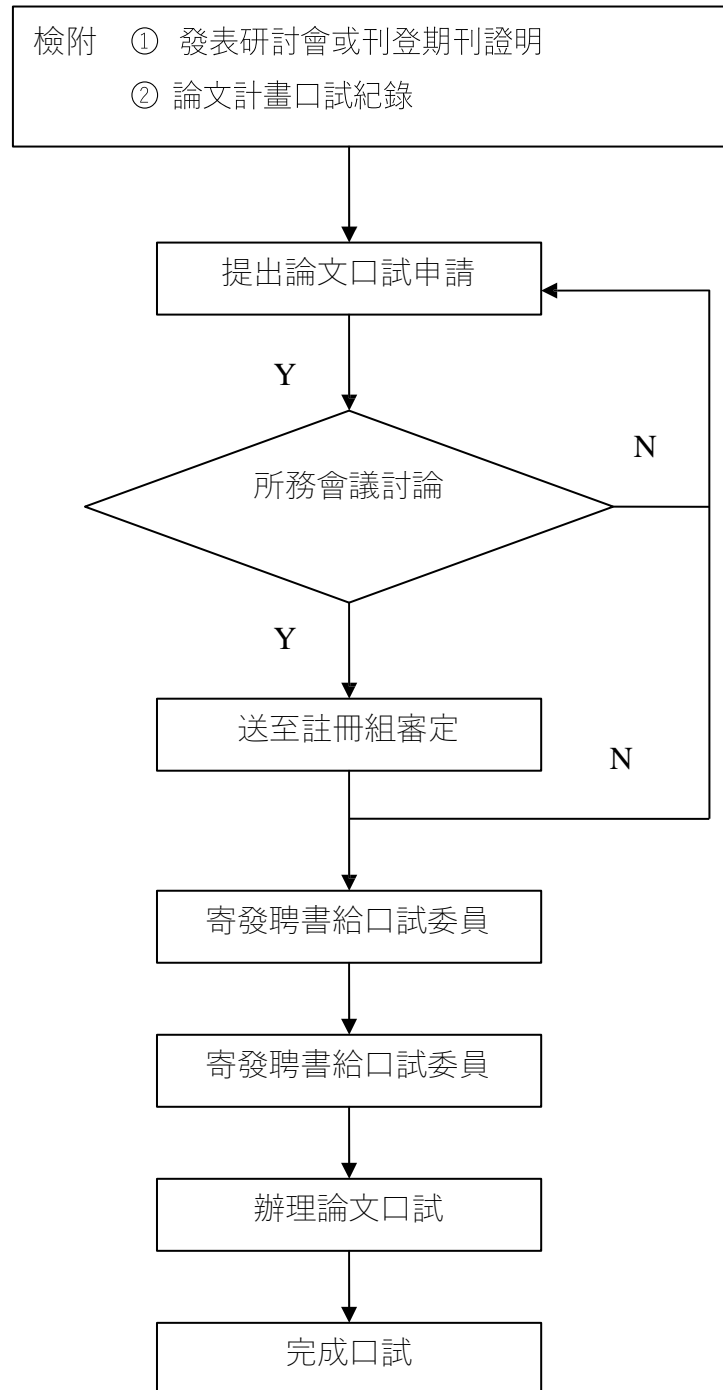 檢附 ① 發表研討會或刊登期刊證明
② 論文計畫口試紀錄
提出論文口試申請
Y
N
所務會議討論
Y
送至註冊組審定
N
寄發聘書給口試委員
寄發聘書給口試委員
辦理論文口試
完成口試